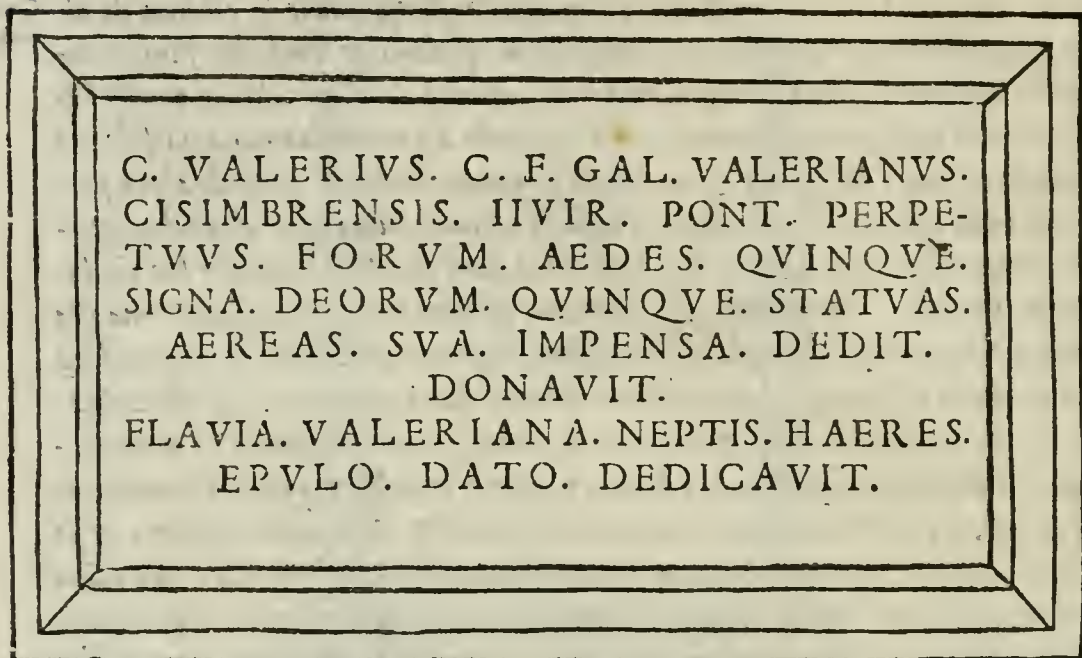 C. VALERIVS. C. F. GAL. VALERIANVS.
CISIMBRENSIS. IIVIR. PONT. PERPE-
TVVS. FORVM. AEDES. QVINQVE.
SIGNA. DEORVM. QVINQVE. STATVAS.
AEREAS. SVA. IMPENSA. DEDIT.
DONAVIT.
FLAVIA. VALERIANA. NEPTIS. HAERES.
EPVLO. DATO. DEDICAVIT.